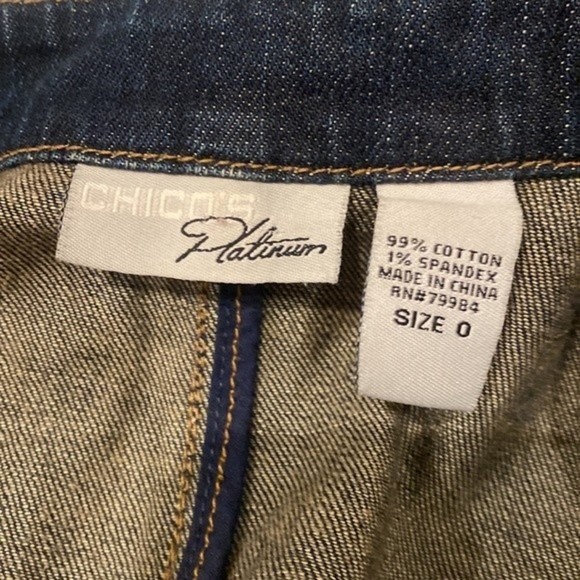 CHICO'S
Platinum
99% COTTON
1% SPANDEX
MADE IN CHINA
RN#79984
SIZE 0